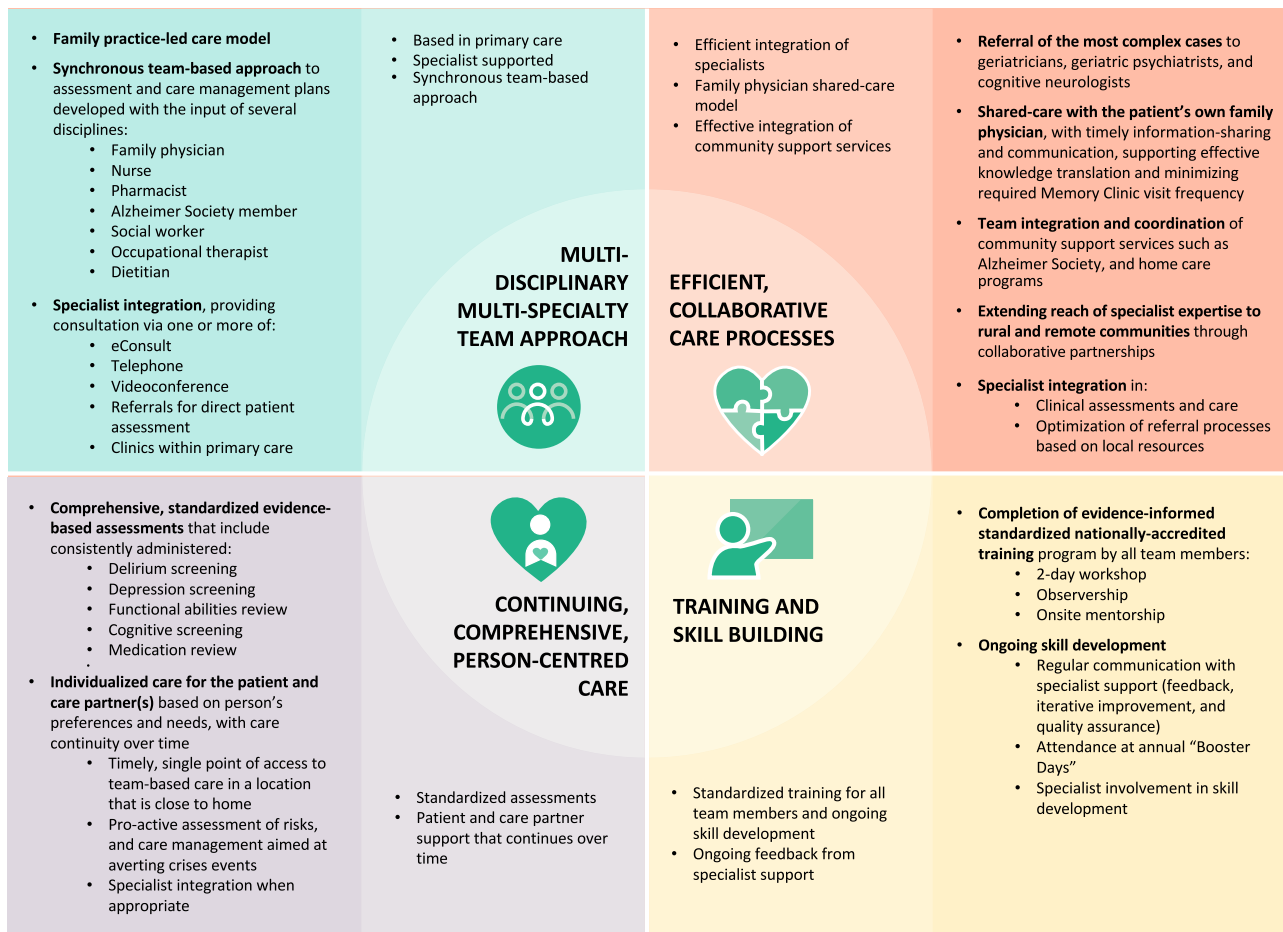 • Family practice-led care model
• Synchronous team-based approach to
assessment and care management plans
developed with the input of several
disciplines:
• Family physician
• Nurse
• Pharmacist
• Alzheimer Society member
• Social worker
• Occupational therapist
• Dietitian
• Specialist integration, providing
consultation via one or more of:
• eConsult
• Telephone
• Videoconference
• Referrals for direct patient
assessment
• Clinics within primary care
• Based in primary care
• Specialist supported
• Synchronous team-based
approach
MULTI-
DISCIPLINARY
MULTI-SPECIALTY
TEAM APPROACH
• Efficient integration of
specialists
• Family physician shared-care
model
• Effective integration of
community support services
EFFICIENT,
COLLABORATIVE
CARE PROCESSES
• Referral of the most complex cases to
geriatricians, geriatric psychiatrists, and
cognitive neurologists
• Shared-care with the patient’s own family
physician, with timely information-sharing
and communication, supporting effective
knowledge translation and minimizing
required Memory Clinic visit frequency
• Team integration and coordination of
community support services such as
Alzheimer Society, and home care
programs
• Extending reach of specialist expertise to
rural and remote communities through
collaborative partnerships
• Specialist integration in:
• Clinical assessments and care
• Optimization of referral processes
based on local resources
• Comprehensive, standardized evidence-
based assessments that include
consistently administered:
• Delirium screening
• Depression screening
• Functional abilities review
• Cognitive screening
• Medication review
•
• Individualized care for the patient and
care partner(s) based on person’s
preferences and needs, with care
continuity over time
• Timely, single point of access to
team-based care in a location
that is close to home
• Pro-active assessment of risks,
and care management aimed at
averting crises events
• Specialist integration when
appropriate
CONTINUING,
COMPREHENSIVE,
PERSON-CENTRED
CARE
• Standardized assessments
• Patient and care partner
support that continues over
time
TRAINING AND
SKILL BUILDING
• Standardized training for all
team members and ongoing
skill development
• Ongoing feedback from
specialist support
• Completion of evidence-informed
standardized nationally-accredited
training program by all team members:
• 2-day workshop
• Observership
• Onsite mentorship
• Ongoing skill development
• Regular communication with
specialist support (feedback,
iterative improvement, and
quality assurance)
• Attendance at annual “Booster
Days”
• Specialist involvement in skill
development